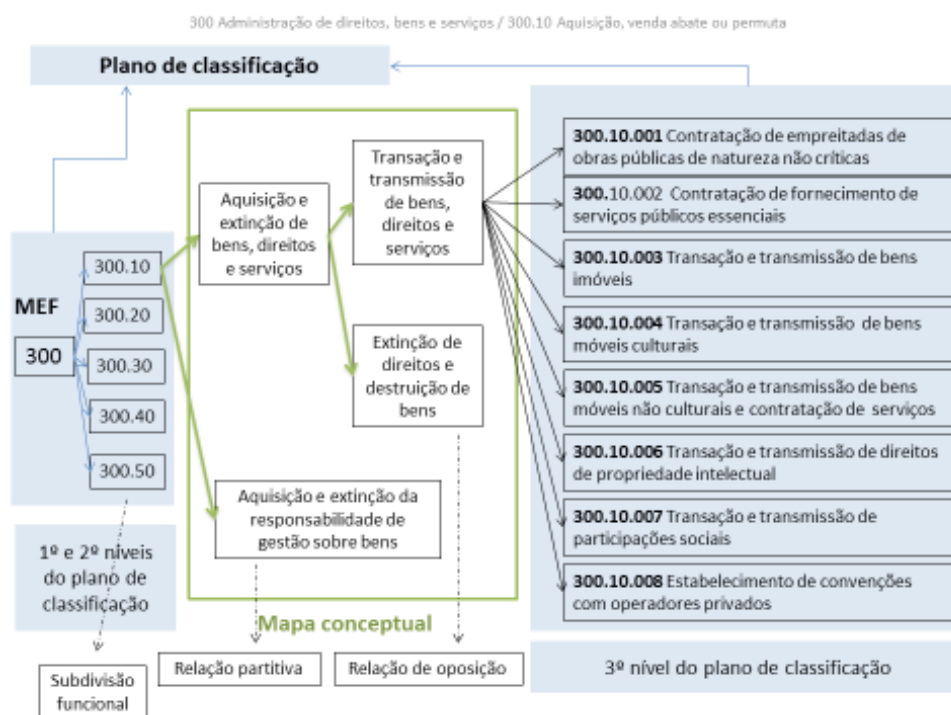 300 Administração de direitos, bens e serviços / 300.10 Aquisição, venda abate ou permuta
Plano de classificação
MEF
300
300.10
300.20
300.30
300.40
300.50
1º e 2º níveis
do plano de
classificação
Subdivisão
funcional
Aquisição e
extinção de
bens, direitos
e serviços
Transação e
transmissão
de bens,
direitos e
serviços
Extinção de
direitos e
destruição de
bens
Aquisição e extinção da
responsabilidade de
gestão sobre bens
Mapa conceptual
Relação partitiva
Relação de oposição
300.10.001 Contratação de empreitadas de
obras públicas de natureza não críticas
300.10.002 Contratação de fornecimento de
serviços públicos essenciais
300.10.003 Transação e transmissão de bens
imóveis
300.10.004 Transação e transmissão de bens
móveis culturais
300.10.005 Transação e transmissão de bens
móveis não culturais e contratação de serviços
300.10.006 Transação e transmissão de direitos
de propriedade intelectual
300.10.007 Transação e transmissão de
participações sociais
300.10.008 Estabelecimento de convenções
com operadores privados
3º nível do plano de classificação